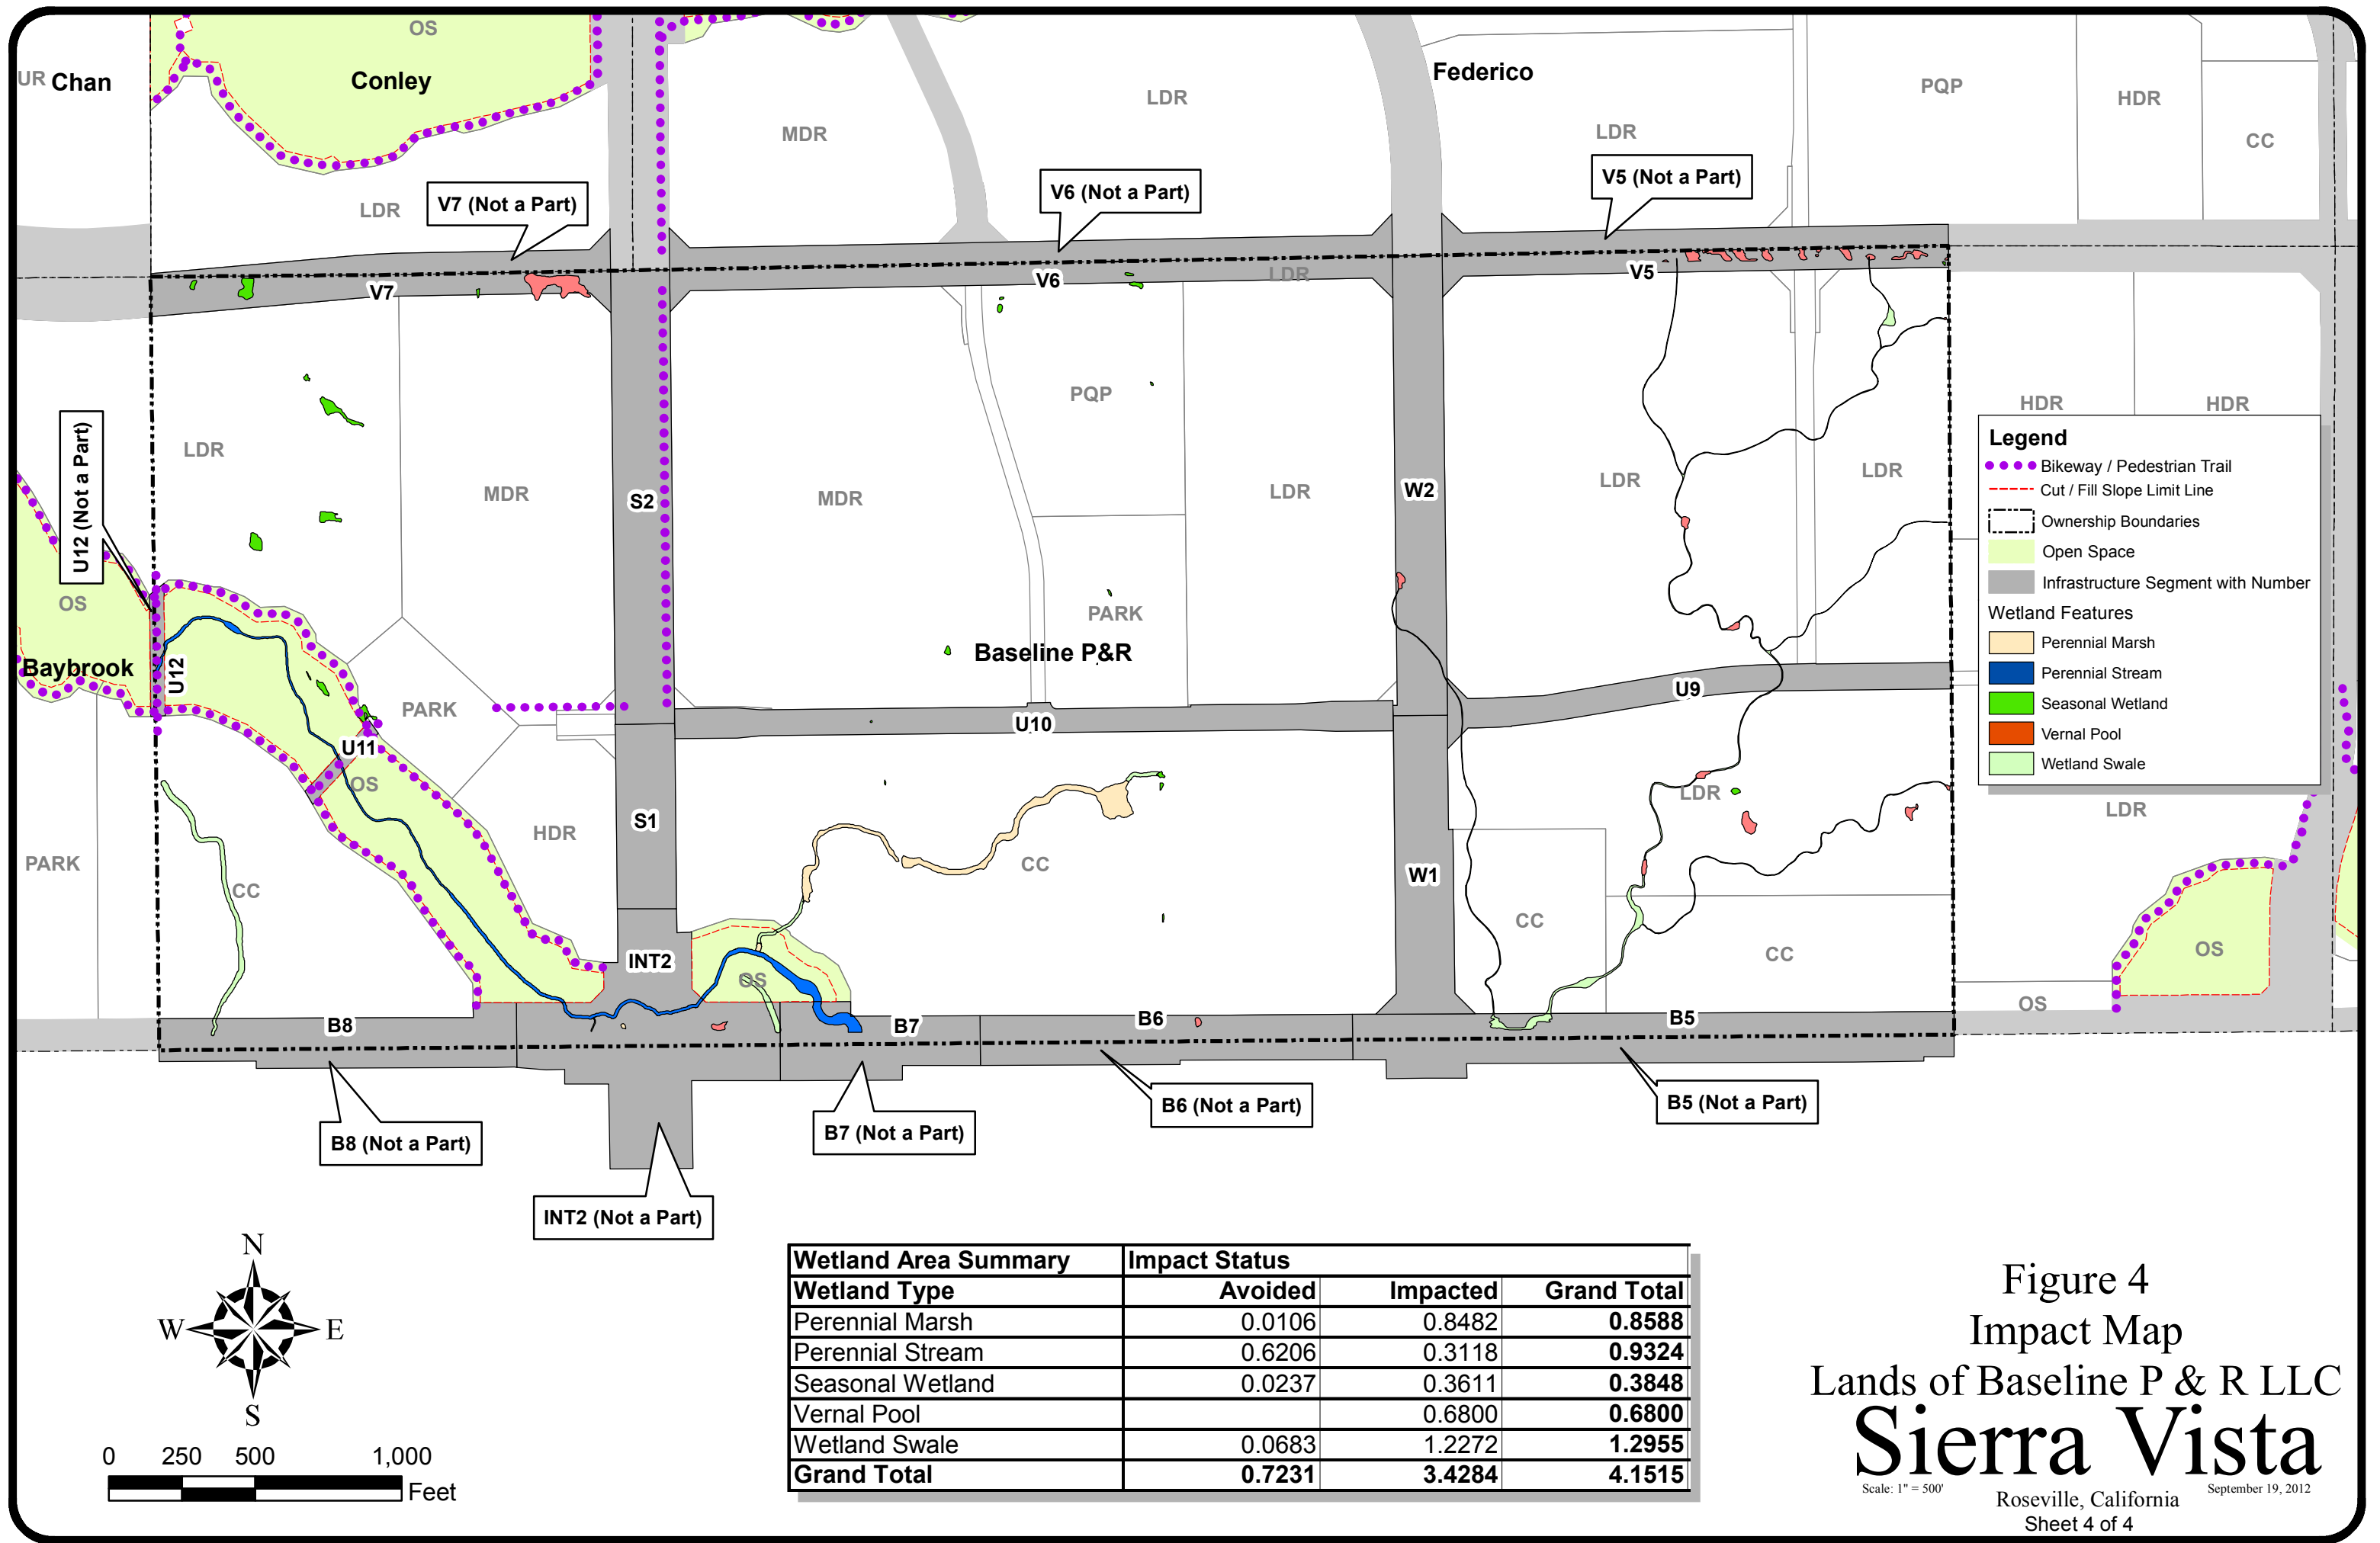 OS
UR Chan
Conley
Federico
LDR
PQP
HDR
MDR
LDR
CC
V7 (Not a Part)
V6 (Not a Part)
V5 (Not a Part)
LDR
V7
V6
LDR
V5
U12 (Not a Part)
LDR
MDR
S2
MDR
PQP
LDR
W2
LDR
LDR
HDR
HDR
Legend
Bikeway / Pedestrian Trail
Cut / Fill Slope Limit Line
Ownership Boundaries
Open Space
Infrastructure Segment with Number
Wetland Features
Perennial Marsh
Perennial Stream
Seasonal Wetland
Vernal Pool
Wetland Swale
OS
PARK
Baybrook
U12
Baseline P&R
U9
PARK
U10
U11
OS
LDR
LDR
PARK
CC
HDR
S1
CC
W1
CC
CC
OS
INT2
OS
OS
B8
B7
B6
B5
B8 (Not a Part)
B7 (Not a Part)
B6 (Not a Part)
B5 (Not a Part)
INT2 (Not a Part)
N
W E
S
0 250 500 1,000
Feet
Wetland Area Summary Impact Status
Wetland Type Avoided Impacted Grand Total
Perennial Marsh 0.0106 0.8482 0.8588
Perennial Stream 0.6206 0.3118 0.9324
Seasonal Wetland 0.0237 0.3611 0.3848
Vernal Pool 0.6800 0.6800
Wetland Swale 0.0683 1.2272 1.2955
Grand Total 0.7231 3.4284 4.1515
Figure 4
Impact Map
Lands of Baseline P & R LLC
Sierra Vista
Scale: 1" = 500'
September 19, 2012
Roseville, California
Sheet 4 of 4